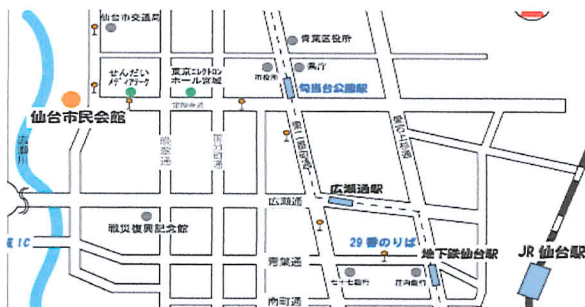 仙台市交通局
青葉区役所
市役所
県庁
せんだい
メディアテーク
東京エレクトロン
ホール宮城
勾当台公園駅
仙台市民会館
定禅寺通
広瀬川
晩翠通
国分町通
東二番丁通
愛宕上杉通
広瀬通駅
広瀬通
戦災復興記念館
IC
29番のりば
地下鉄仙台駅
JR 仙台駅
青葉通
七十七銀行
荘内銀行
南町通